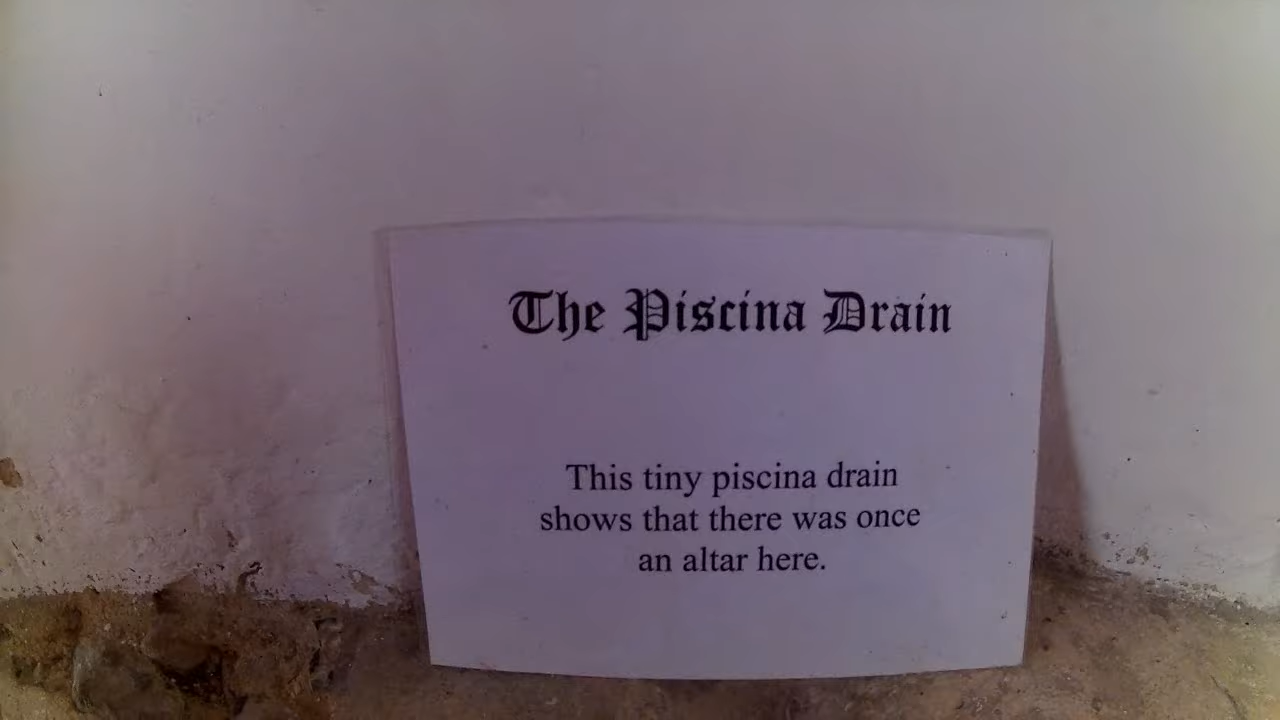 The Piscina Drain
This tiny piscina drain
shows that there was once
an altar here.